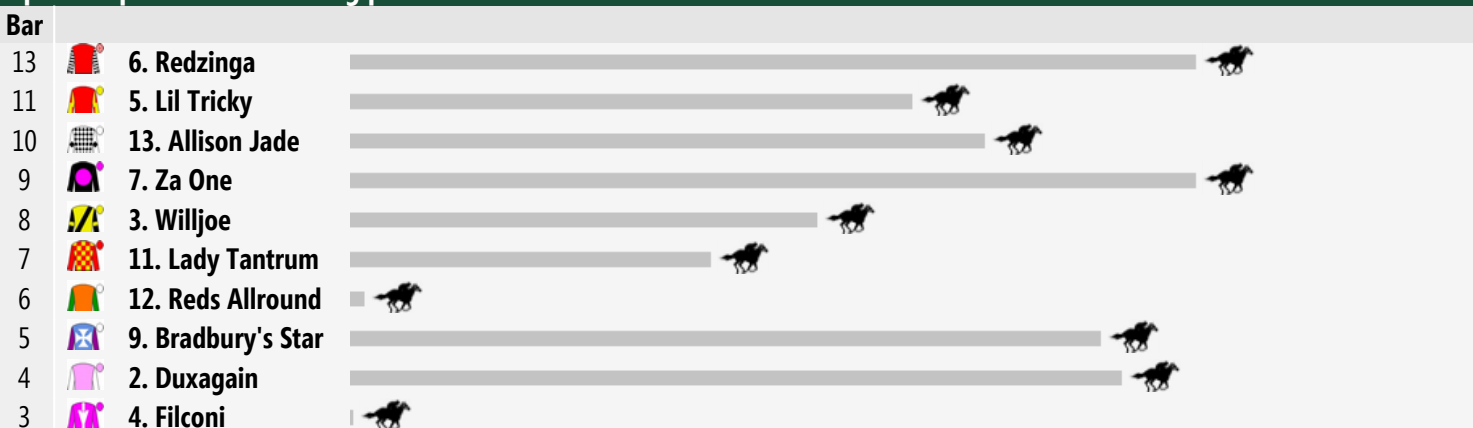 Bar
13 6. Redzinga
11 5. Lil Tricky
10 13. Allison Jade
9 7. Za One
8 3. Willjoe
7 11. Lady Tantrum
6 12. Reds Allround
5 9. Bradbury's Star
4 2. Duxagain
3 4. Filconi